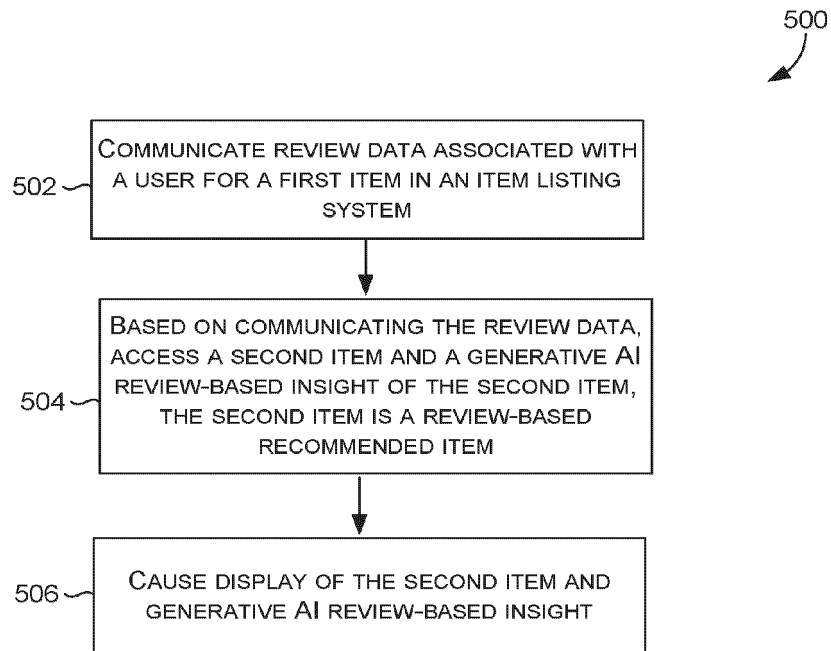 500
COMMUNICATE REVIEW DATA ASSOCIATED WITH
A USER FOR A FIRST ITEM IN AN ITEM LISTING
SYSTEM
502
BASED ON COMMUNICATING THE REVIEW DATA,
ACCESS A SECOND ITEM AND A GENERATIVE AI
REVIEW-BASED INSIGHT OF THE SECOND ITEM,
THE SECOND ITEM IS A REVIEW-BASED
RECOMMENDED ITEM
504
CAUSE DISPLAY OF THE SECOND ITEM AND
GENERATIVE AI REVIEW-BASED INSIGHT
506